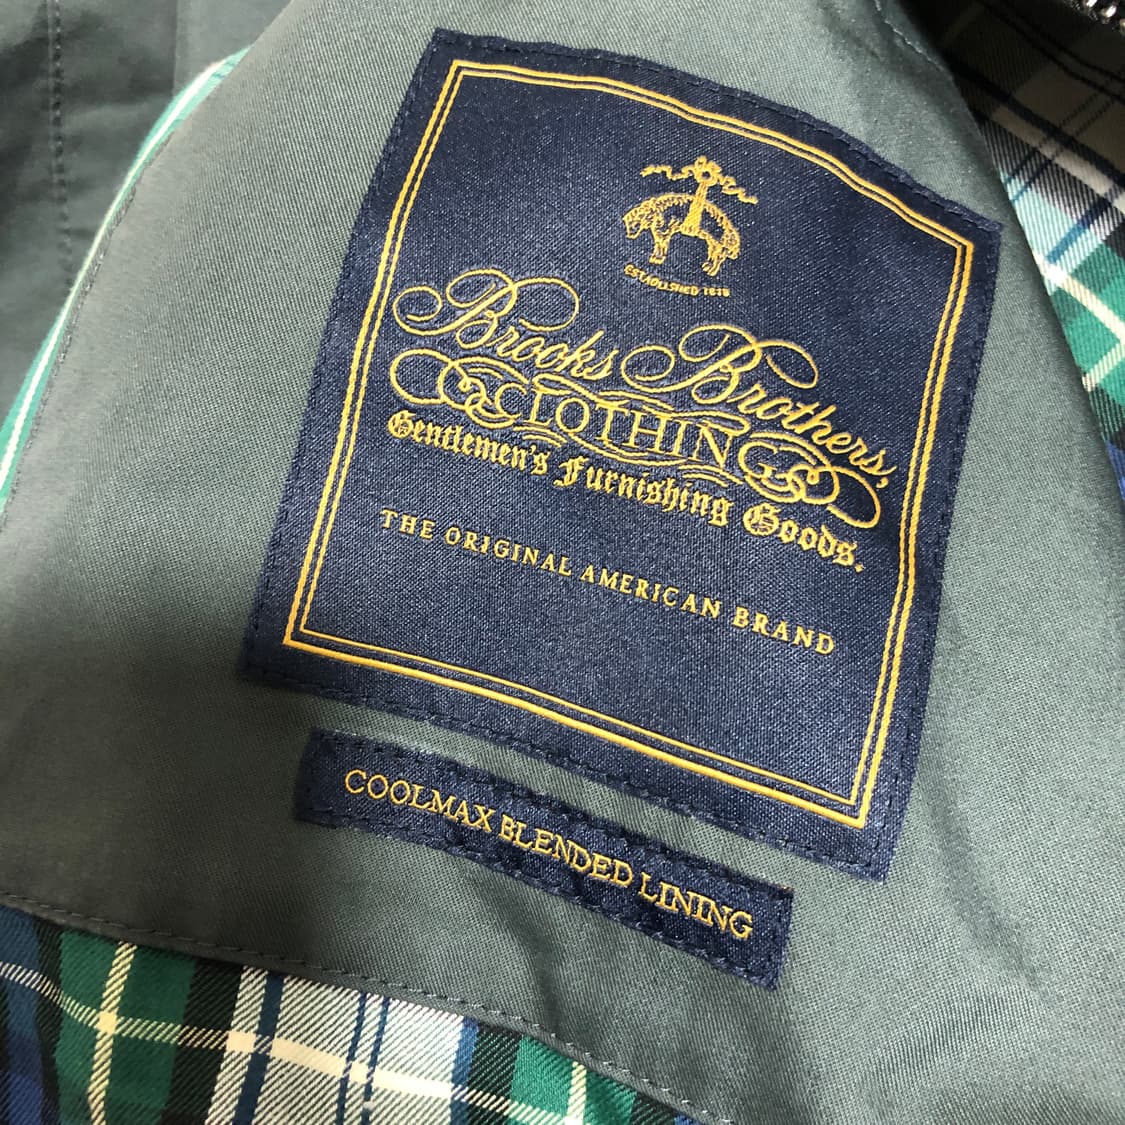 ESTABLISHED 1818
Brooks Brothers,
CLOTHING
Gentlemen's Furnishing Goods.
THE ORIGINAL AMERICAN BRAND
COOLMAX BLENDED LINING